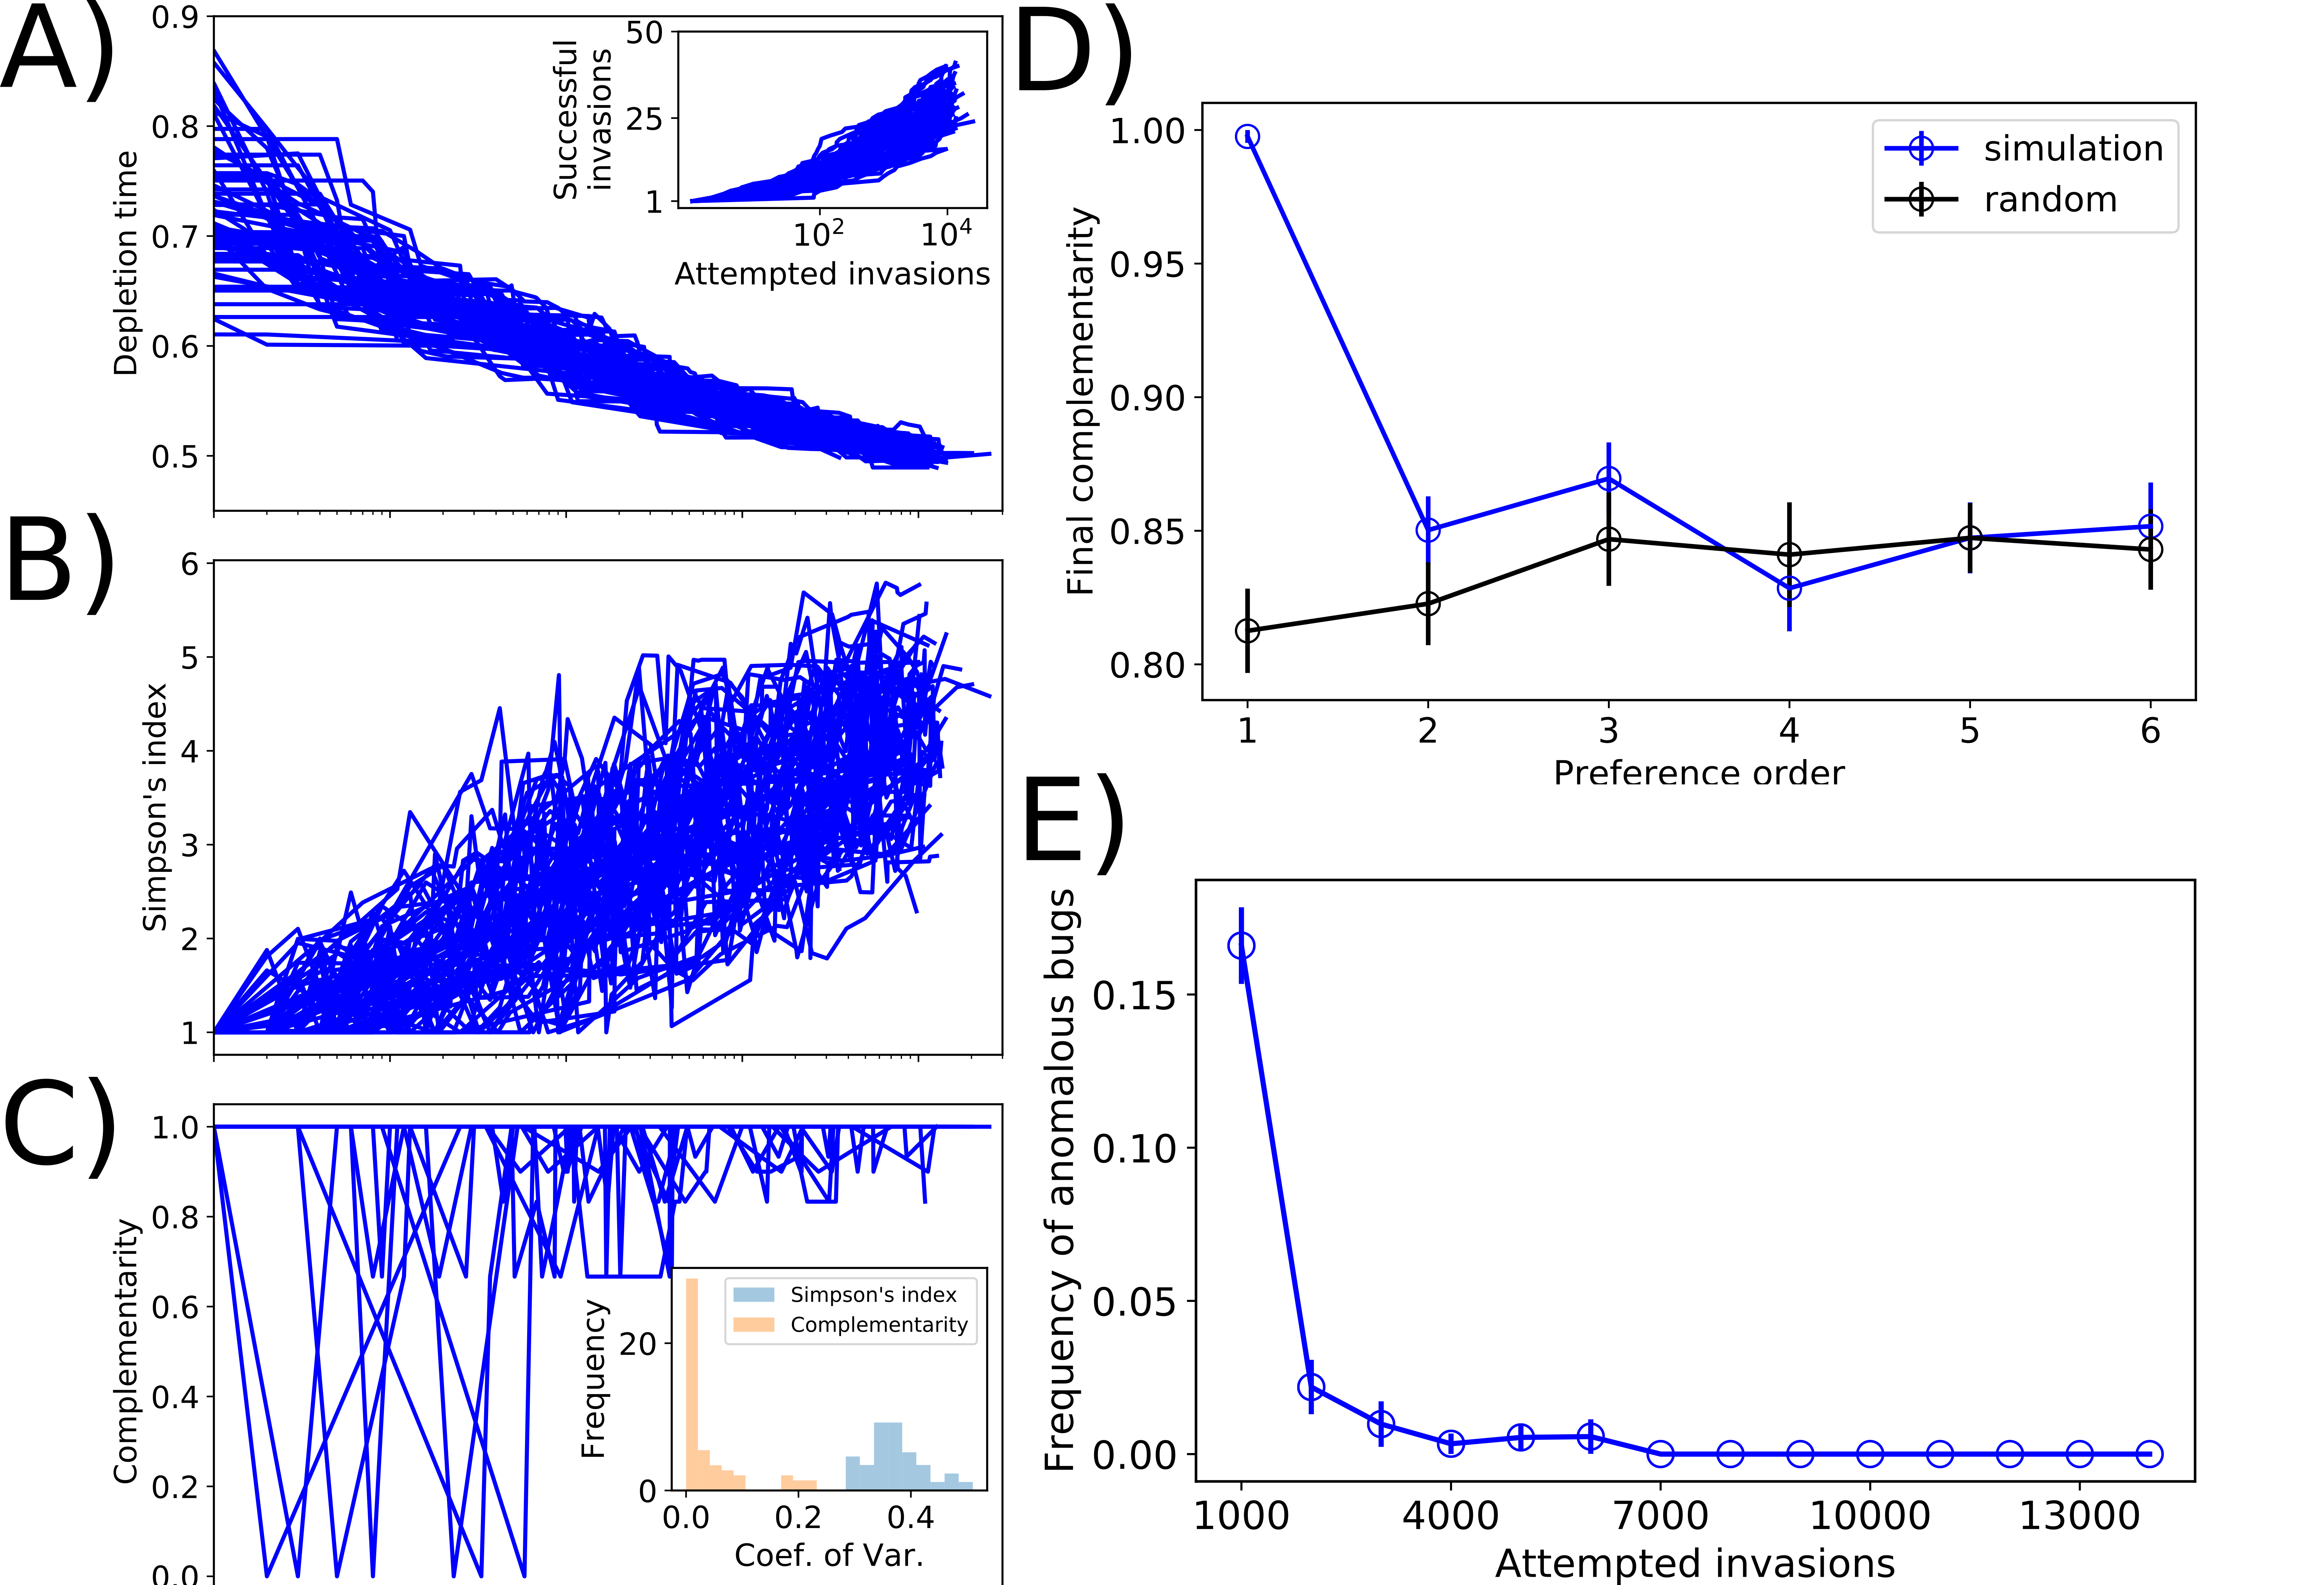 A)
0.9
0.8
0.7
0.6
0.5
Depletion time
50
25
1
Successful
invasions
10²
10⁴
Attempted invasions
B)
6
5
4
3
2
1
Simpson's index
C)
1.0
0.8
0.6
0.4
0.2
0.0
Complementarity
Simpson's index
Complementarity
20
0
Frequency
0.0
0.2
0.4
Coef. of Var.
D)
1.00
0.95
0.90
0.85
0.80
Final complementarity
simulation
random
1
2
3
4
5
6
Preference order
E)
0.15
0.10
0.05
0.00
Frequency of anomalous bugs
1000
4000
7000
10000
13000
Attempted invasions